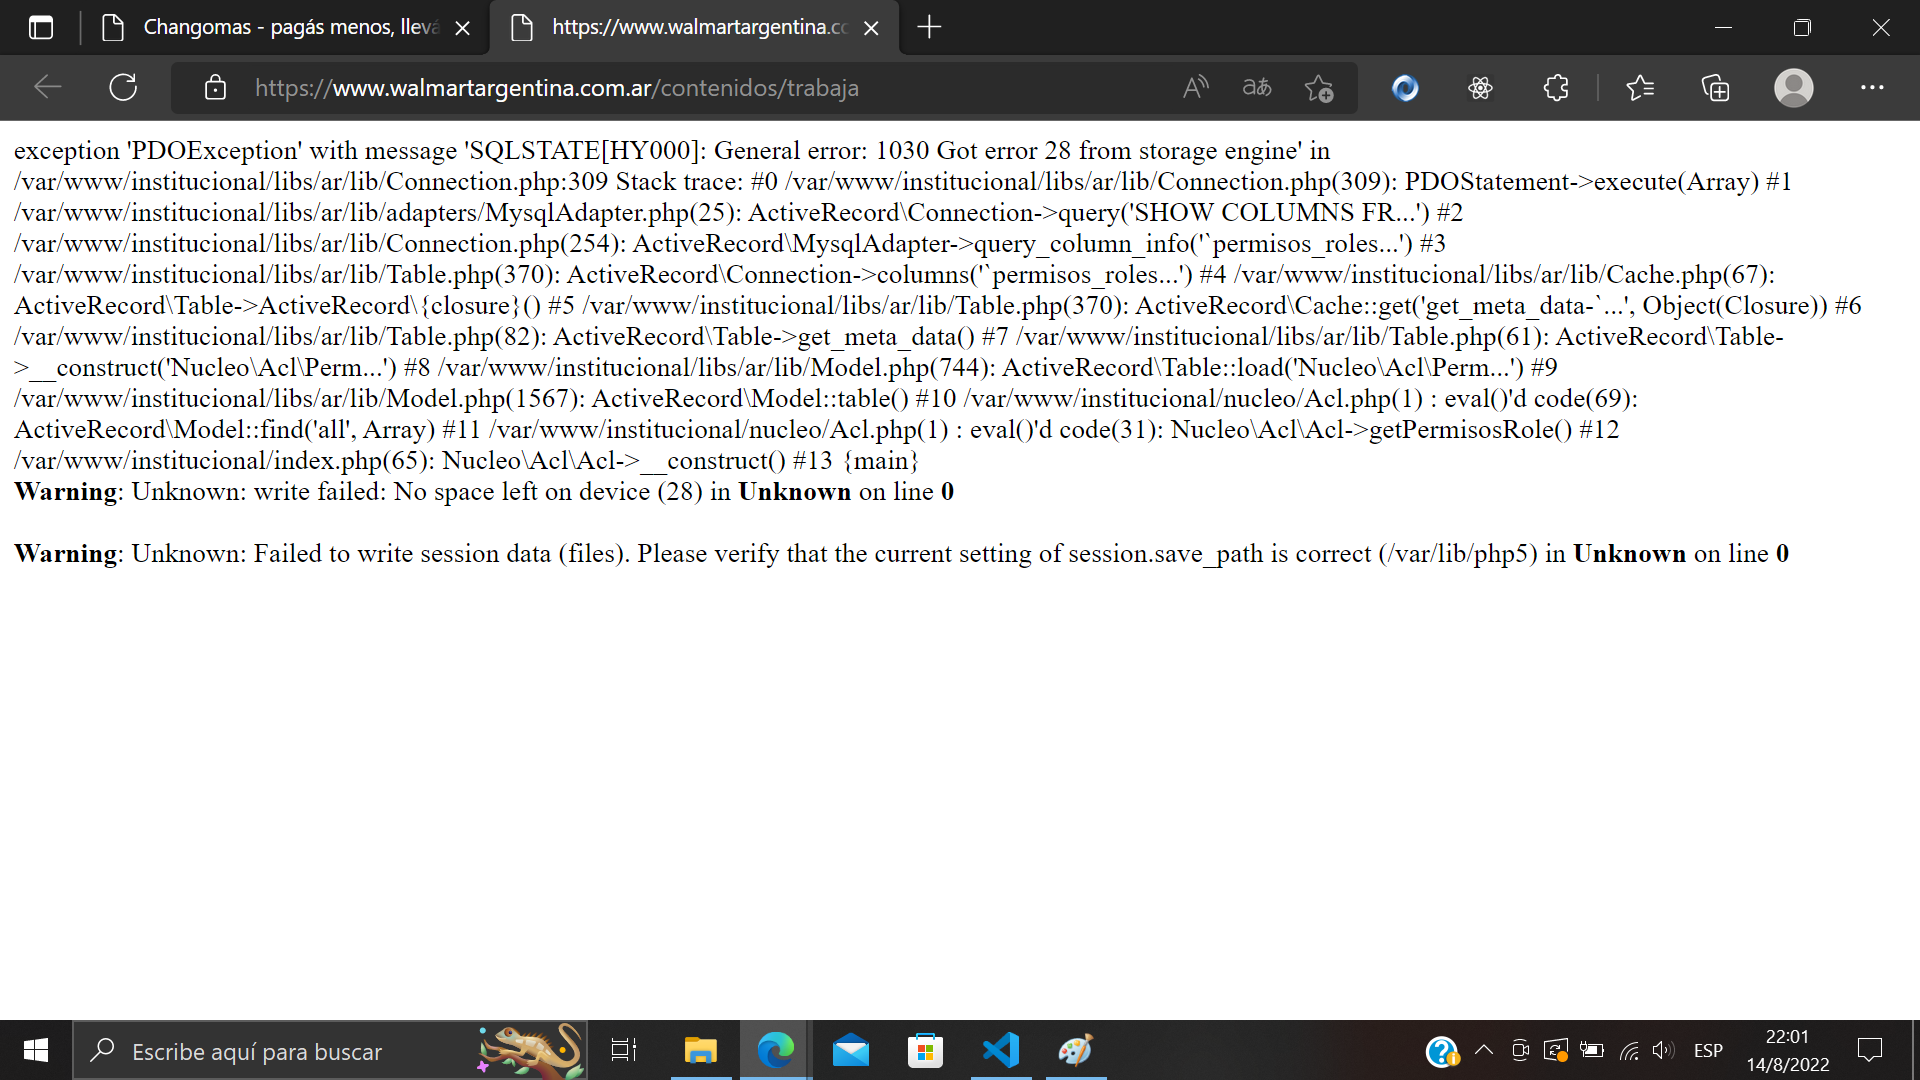 Changomas - pagás menos, llevá
https://www.walmartargentina.cc
https://www.walmartargentina.com.ar/contenidos/trabaja
exception 'PDOException' with message 'SQLSTATE[HY000]: General error: 1030 Got error 28 from storage engine' in
/var/www/institucional/libs/ar/lib/Connection.php:309 Stack trace: #0 /var/www/institucional/libs/ar/lib/Connection.php(309): PDOStatement->execute(Array) #1
/var/www/institucional/libs/ar/lib/adapters/MysqlAdapter.php(25): ActiveRecord\Connection->query('SHOW COLUMNS FR...') #2
/var/www/institucional/libs/ar/lib/Connection.php(254): ActiveRecord\MysqlAdapter->query_column_info('`permisos_roles...') #3
/var/www/institucional/libs/ar/lib/Table.php(370): ActiveRecord\Connection->columns('`permisos_roles...') #4 /var/www/institucional/libs/ar/lib/Cache.php(67):
ActiveRecord\Table->ActiveRecord\{closure}() #5 /var/www/institucional/libs/ar/lib/Table.php(370): ActiveRecord\Cache::get('get_meta_data-`...', Object(Closure)) #6
/var/www/institucional/libs/ar/lib/Table.php(82): ActiveRecord\Table->get_meta_data() #7 /var/www/institucional/libs/ar/lib/Table.php(61): ActiveRecord\Table-
>__construct('Nucleo\Acl\Perm...') #8 /var/www/institucional/libs/ar/lib/Model.php(744): ActiveRecord\Table::load('Nucleo\Acl\Perm...') #9
/var/www/institucional/libs/ar/lib/Model.php(1567): ActiveRecord\Model::table() #10 /var/www/institucional/nucleo/Acl.php(1) : eval()'d code(69):
ActiveRecord\Model::find('all', Array) #11 /var/www/institucional/nucleo/Acl.php(1) : eval()'d code(31): Nucleo\Acl\Acl->getPermisosRole() #12
/var/www/institucional/index.php(65): Nucleo\Acl\Acl->__construct() #13 {main}
Warning: Unknown: write failed: No space left on device (28) in Unknown on line 0
Warning: Unknown: Failed to write session data (files). Please verify that the current setting of session.save_path is correct (/var/lib/php5) in Unknown on line 0
Escribe aquí para buscar
ESP
22:01
14/8/2022